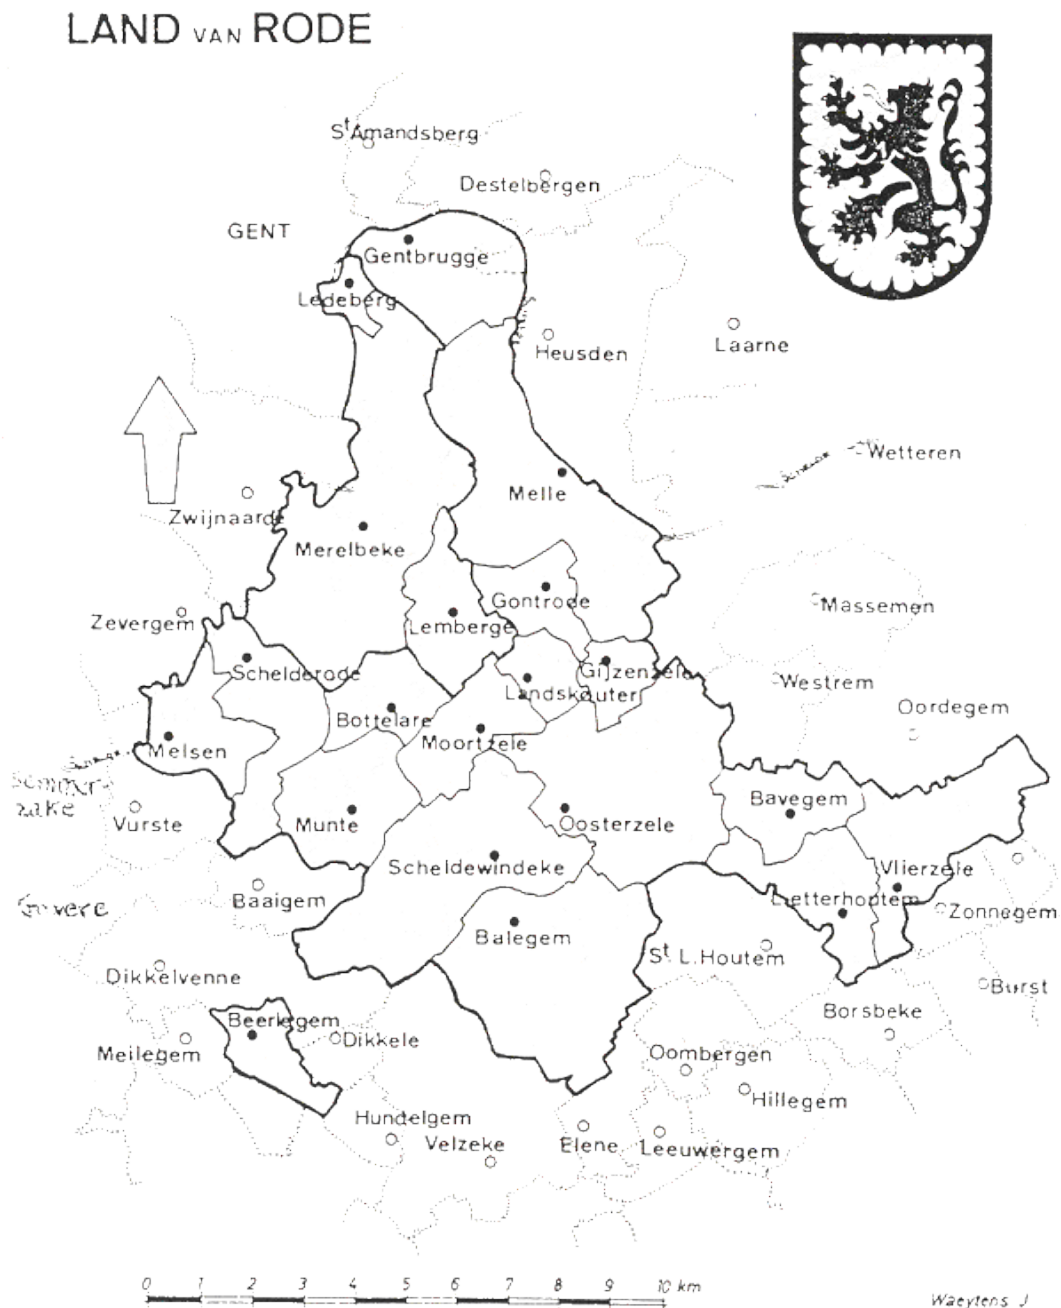 LAND VAN RODE
St Amandsberg
Destelbergen
GENT
Gentbrugge
Ledeberg
Heusden
Laarne
Wetteren
Melle
Zwijnaarde
Merelbeke
Gontrode
Massemen
Zevergem
Lemberge
Schelderode
Gijzenzele
Landskouter
Westrem
Bottelare
Oordegem
Moortzele
Melsen
Vurste
Munte
Oosterzele
Bavegem
Scheldewindeke
Vlierzele
Baaigem
Letterhoutem
Zonnegem
Gavere
Balegem
St L.Houtem
Dikkelvenne
Burst
Beerlegem
Borsbeke
Meilegem
Dikkele
Oombergen
Hillegem
Hundelgem
Velzeke
Elene
Leeuwergem
0 1 2 3 4 5 6 7 8 9 10 km
Waeytens J